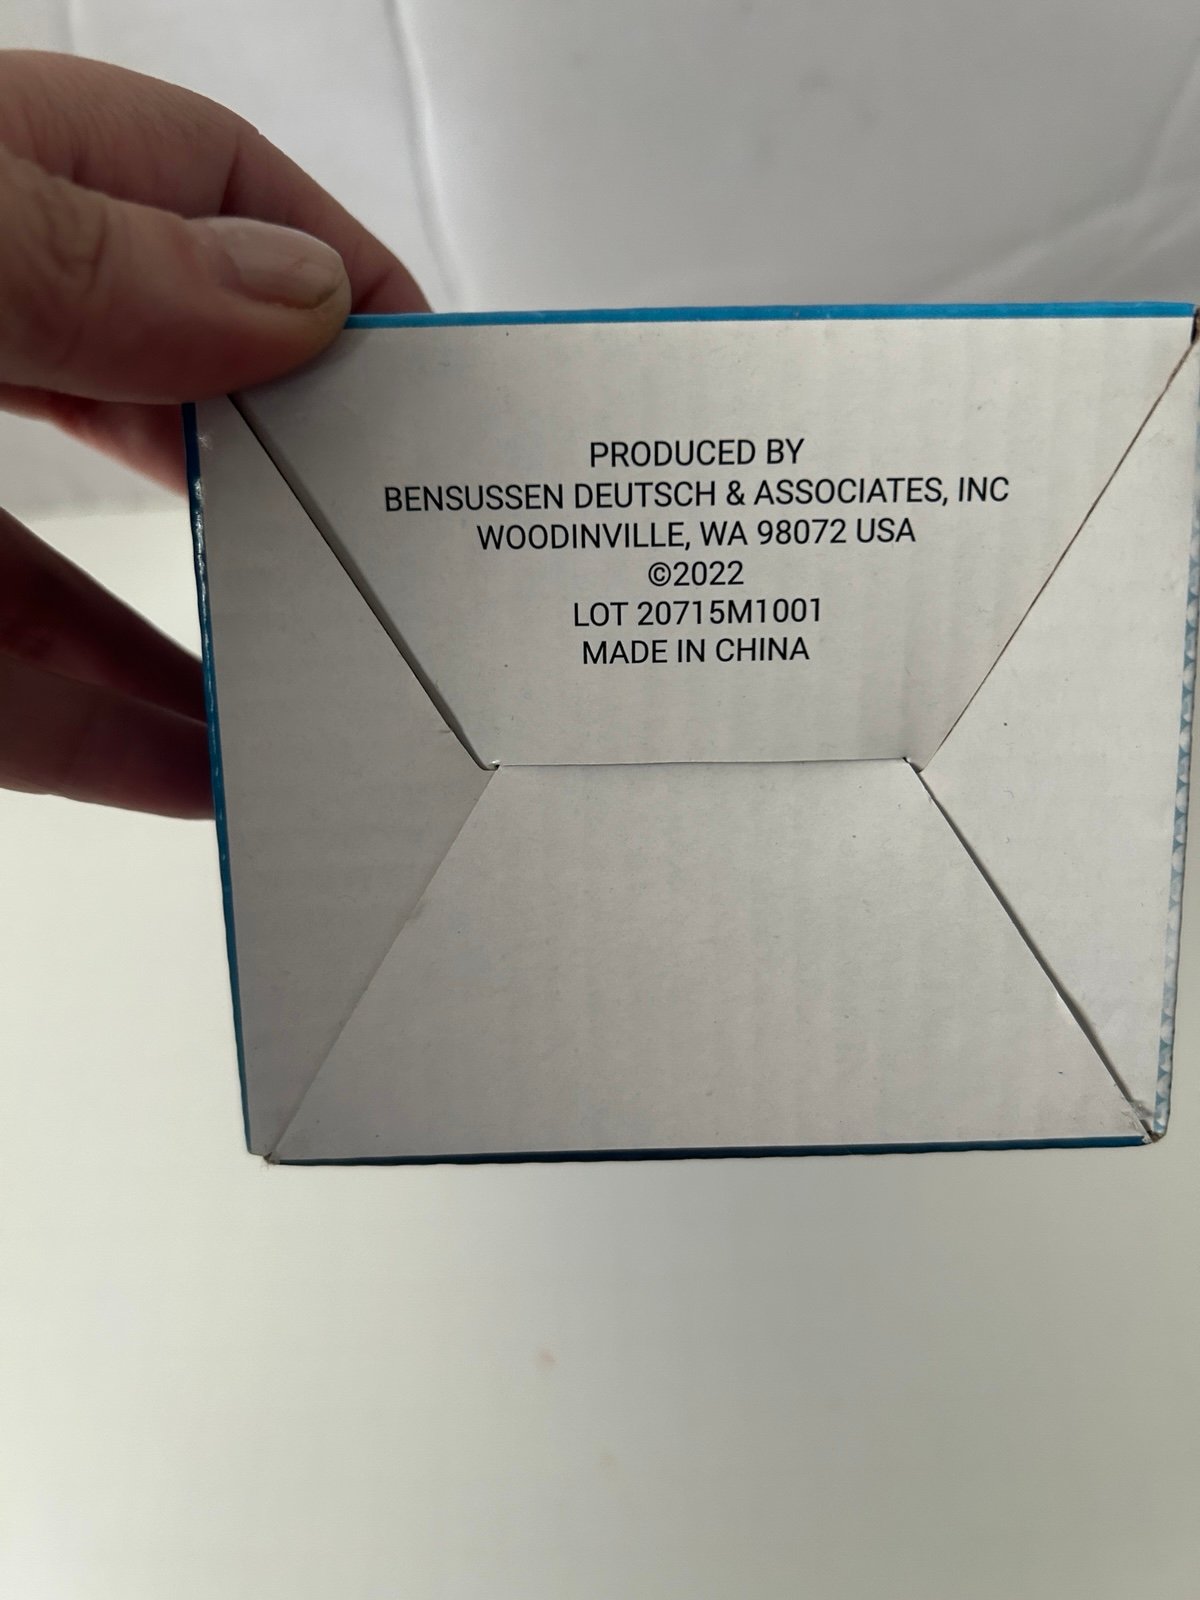 PRODUCED BY
BENSUSSEN DEUTSCH & ASSOCIATES, INC
WOODINVILLE, WA 98072 USA
©2022
LOT 20715M1001
MADE IN CHINA